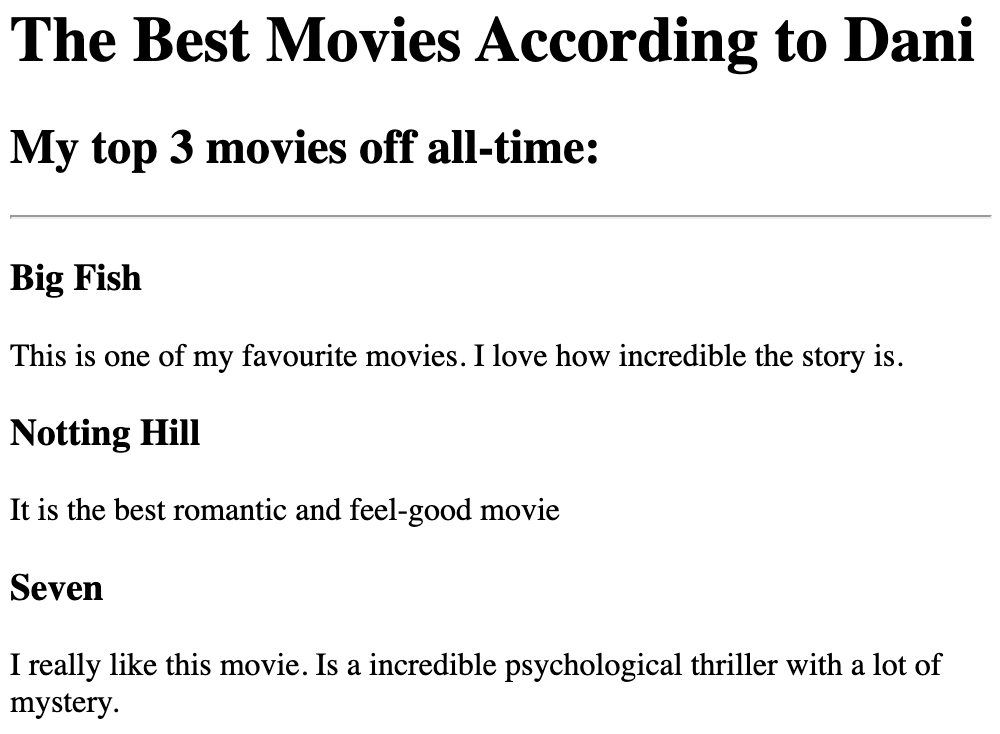 The Best Movies According to Dani
My top 3 movies off all-time:
Big Fish
This is one of my favourite movies. I love how incredible the story is.
Notting Hill
It is the best romantic and feel-good movie
Seven
I really like this movie. Is a incredible psychological thriller with a lot of
mystery.